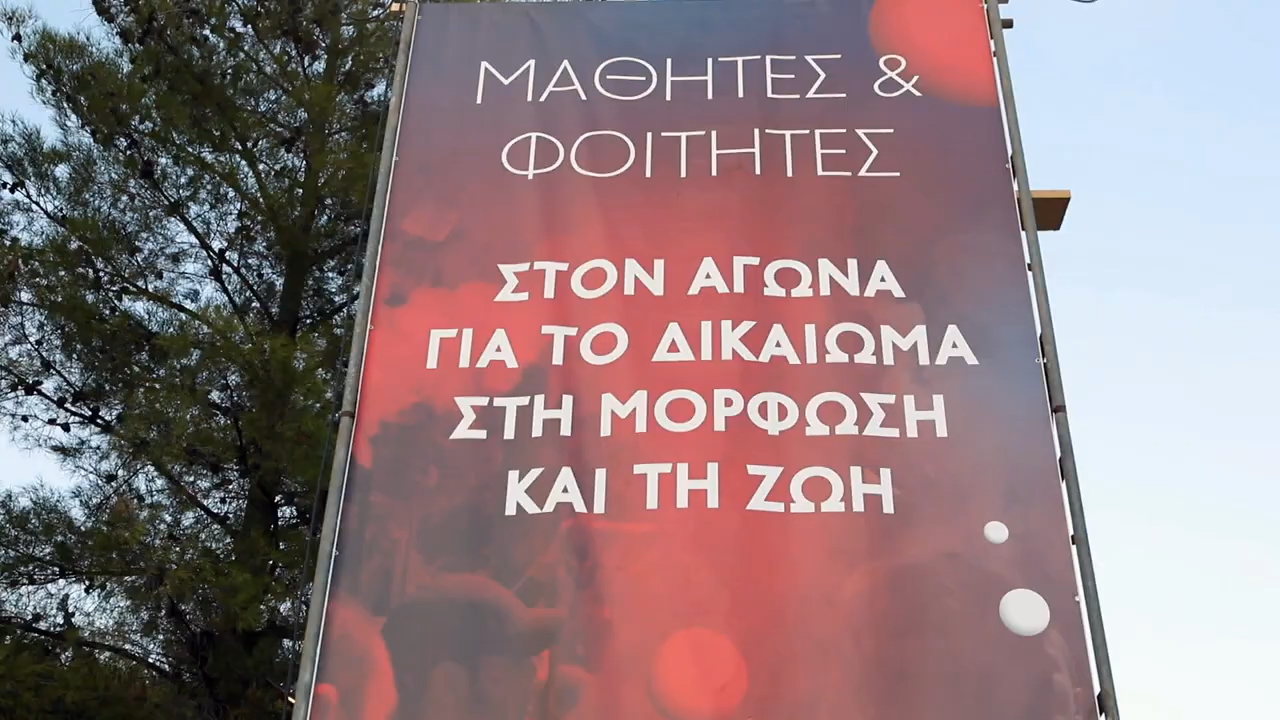 ΜΑΘΗΤΕΣ &
ΦΟΙΤΗΤΕΣ
ΣΤΟΝ ΑΓΩΝΑ
ΓΙΑ ΤΟ ΔΙΚΑΙΩΜΑ
ΣΤΗ ΜΟΡΦΩΣΗ
ΚΑΙ ΤΗ ΖΩΗ